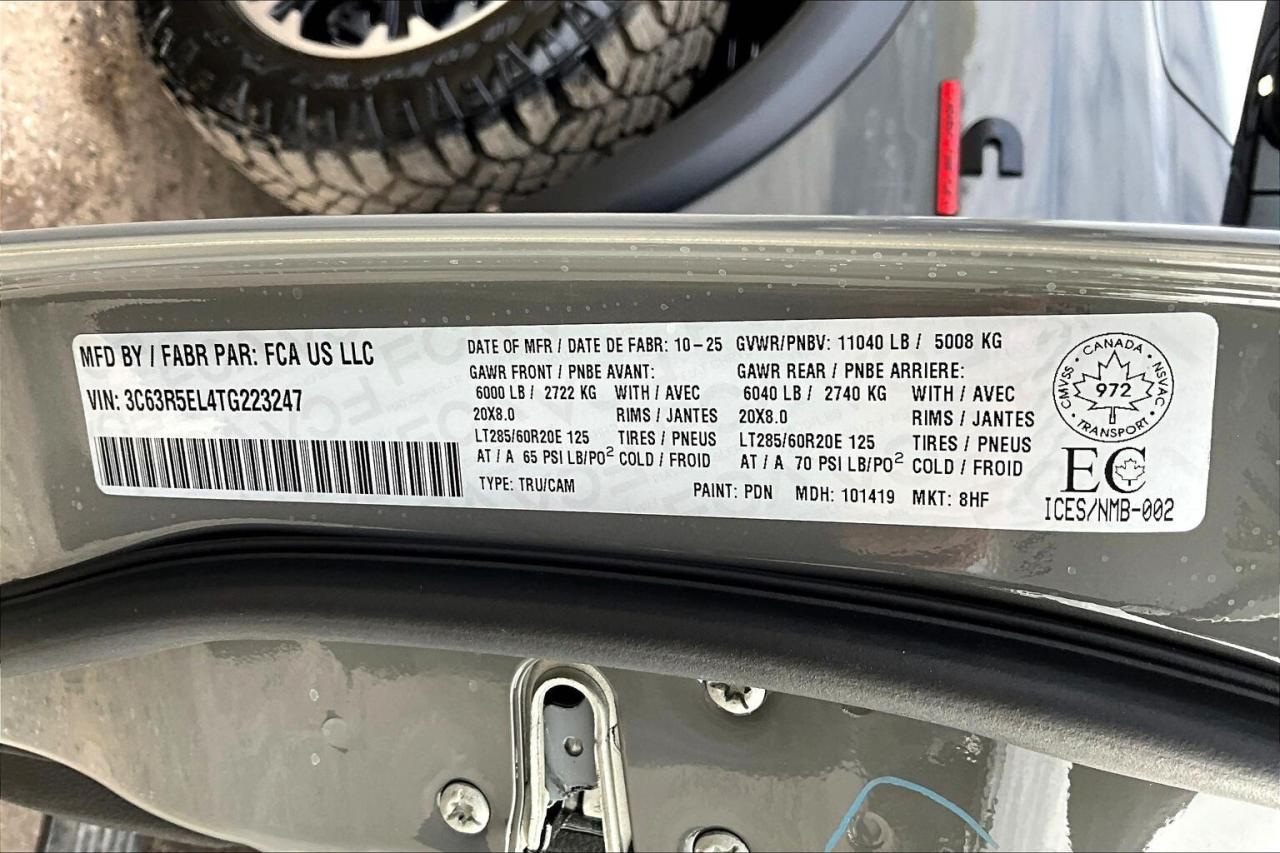 MFD BY / FABR PAR: FCA US LLC
VIN: 3C63R5EL4TG223247
DATE OF MFR / DATE DE FABR: 10-25 GVWR/PNBV: 11040 LB / 5008 KG
GAWR FRONT / PNBE AVANT:
6000 LB / 2722 KG WITH / AVEC
20X8.0 RIMS / JANTES
LT285/60R20E 125 TIRES / PNEUS
AT / A 65 PSI LB/PO2 COLD / FROID
GAWR REAR / PNBE ARRIERE:
6040 LB / 2740 KG WITH / AVEC
20X8.0 RIMS / JANTES
LT285/60R20E 125 TIRES / PNEUS
AT / A 70 PSI LB/PO2 COLD / FROID
TYPE: TRU/CAM PAINT: PDN MDH: 101419 MKT: 8HF
CANADA
CMVSS
NSVAC
972
TRANSPORT
EC
ICES/NMB-002